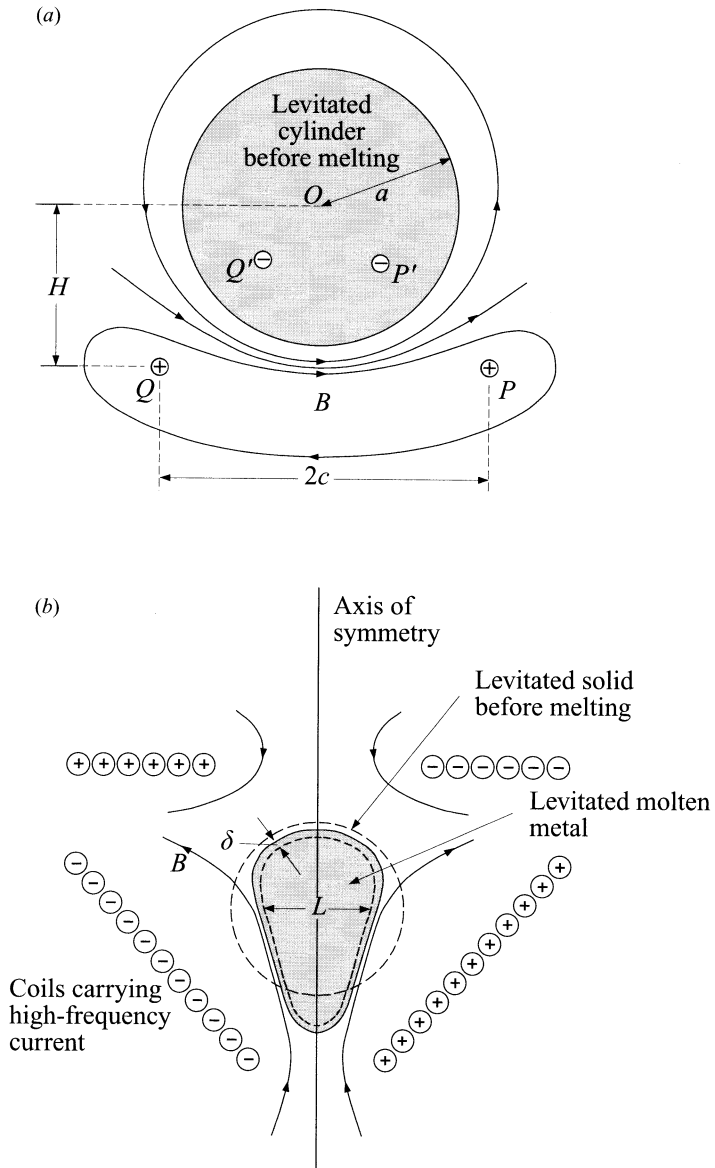 (a)
Levitated
cylinder
before melting
O
a
H
Q'
P'
Q
B
P
2c
(b)
Axis of
symmetry
Levitated solid
before melting
Levitated molten
metal
δ
B
L
Coils carrying
high-frequency
current